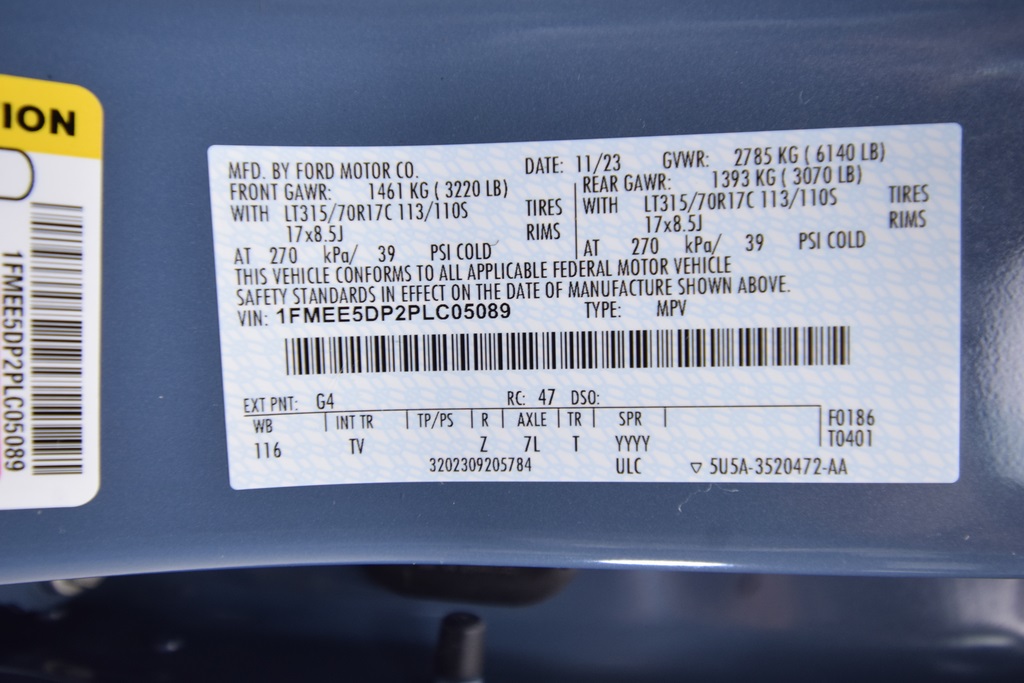 ION
1FMEE5DP2PLC05089
MFD. BY FORD MOTOR CO. DATE: 11/23 GVWR: 2785 KG ( 6140 LB)
FRONT GAWR: 1461 KG ( 3220 LB) REAR GAWR: 1393 KG ( 3070 LB)
WITH LT315/70R17C 113/110S TIRES WITH LT315/70R17C 113/110S TIRES
17x8.5J RIMS 17x8.5J RIMS
AT 270 kPa/ 39 PSI COLD AT 270 kPa/ 39 PSI COLD
THIS VEHICLE CONFORMS TO ALL APPLICABLE FEDERAL MOTOR VEHICLE
SAFETY STANDARDS IN EFFECT ON THE DATE OF MANUFACTURE SHOWN ABOVE.
VIN: 1FMEE5DP2PLC05089 TYPE: MPV
EXT PNT: G4 RC: 47 DSO:
WB INT TR TP/PS R AXLE TR SPR F0186
116 TV Z 7L T YYYY T0401
3202309205784 ULC ▽ 5U5A-3520472-AA